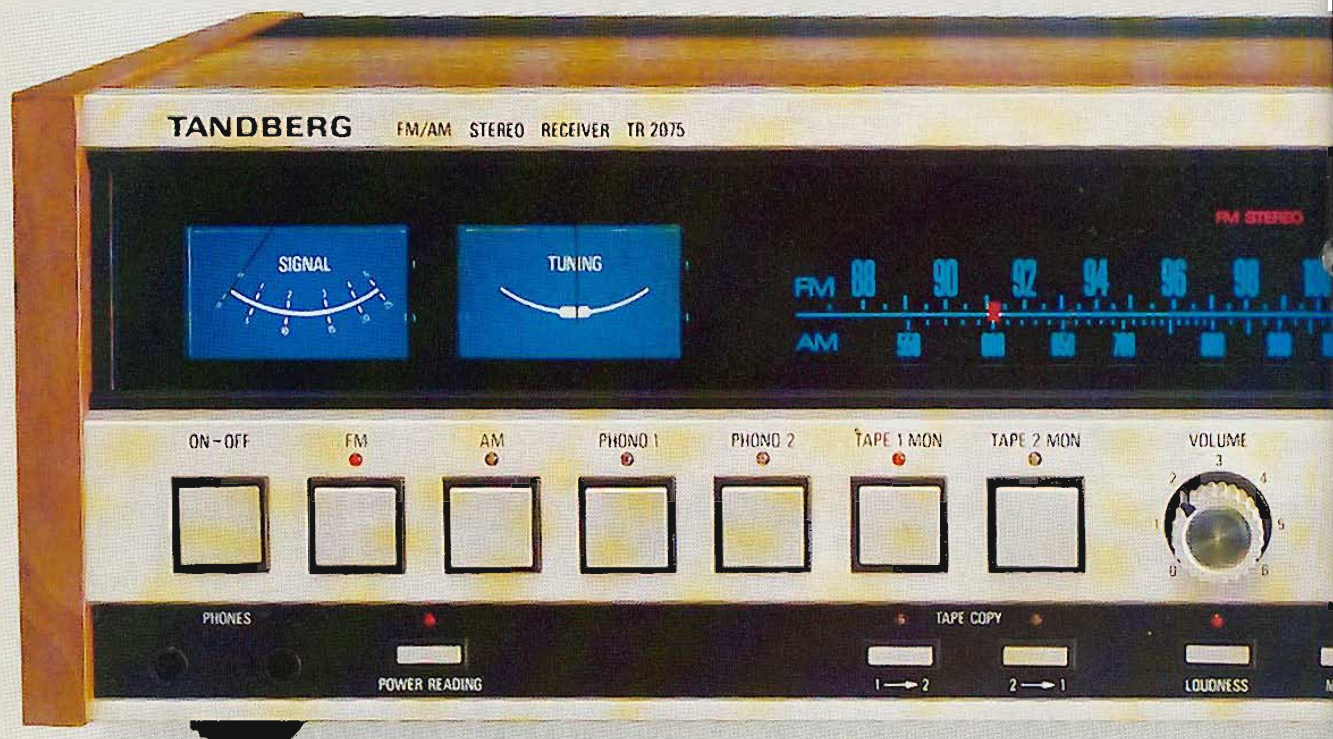 TANDBERG FM/AM STEREO RECEIVER TR 2075
FM STEREO
SIGNAL TUNING
FM 88 90 92 94 96 98
AM
ON-OFF FM AM PHONO 1 PHONO 2 TAPE 1 MON TAPE 2 MON VOLUME
3
2 4
1 5
0 6
PHONES TAPE COPY
POWER READING 1 → 2 2 → 1 LOUDNESS